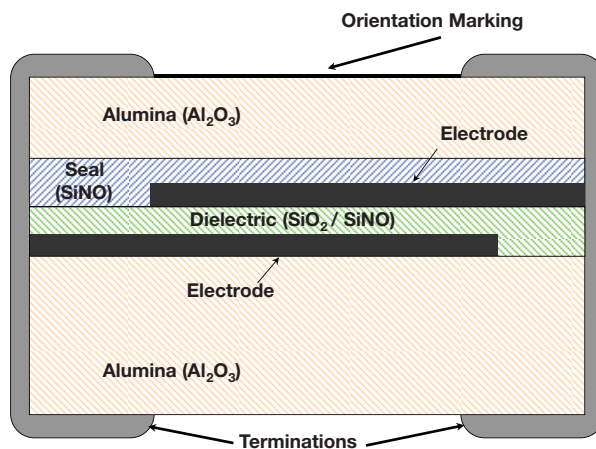 Orientation Marking
Alumina (Al₂O₃)
Electrode
Seal
(SiNO)
Dielectric (SiO₂ / SiNO)
Electrode
Alumina (Al₂O₃)
Terminations